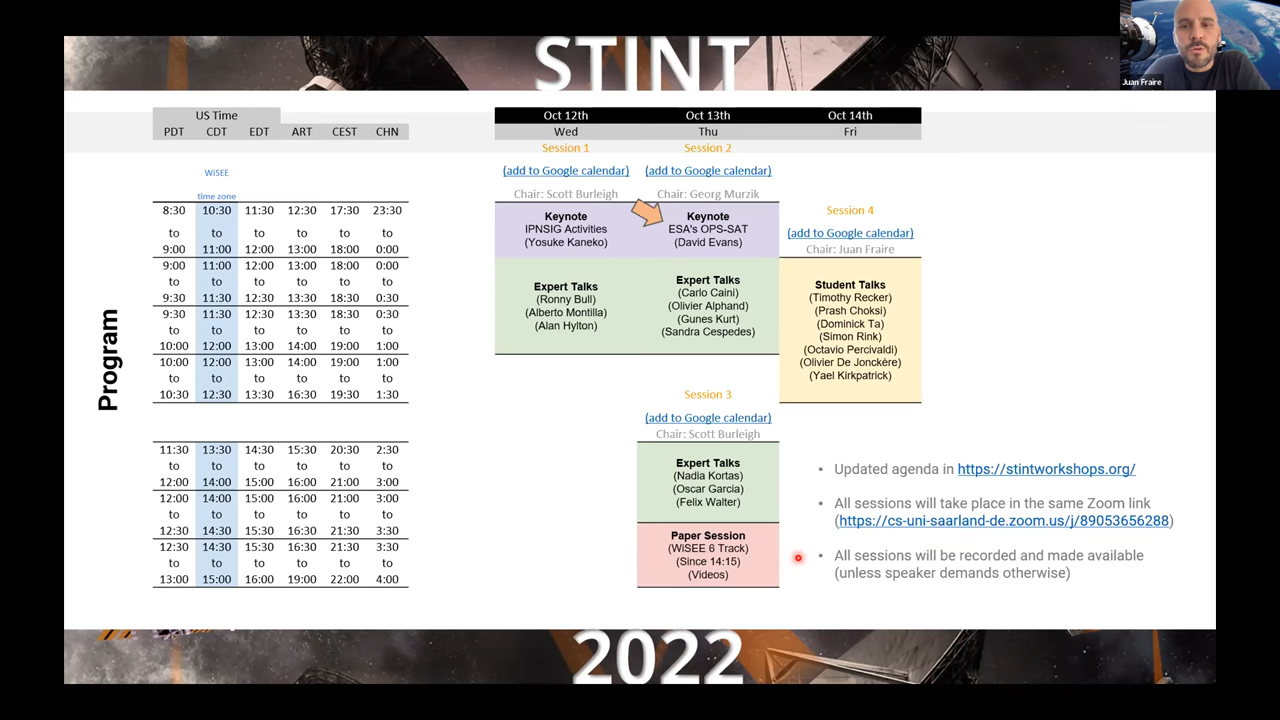 STINT
Juan Fraire
US Time
PDT CDT EDT ART CEST CHN
WiSEE
time zone
8:30 10:30 11:30 12:30 17:30 23:30
to to to to to to
9:00 11:00 12:00 13:00 18:00 0:00
9:00 11:00 12:00 13:00 18:00 0:00
to to to to to to
9:30 11:30 12:30 13:30 18:30 0:30
9:30 11:30 12:30 13:30 18:30 0:30
to to to to to to
10:00 12:00 13:00 14:00 19:00 1:00
10:00 12:00 13:00 14:00 19:00 1:00
to to to to to to
10:30 12:30 13:30 16:30 19:30 1:30
11:30 13:30 14:30 15:30 20:30 2:30
to to to to to to
12:00 14:00 15:00 16:00 21:00 3:00
12:00 14:00 15:00 16:00 21:00 3:00
to to to to to to
12:30 14:30 15:30 16:30 21:30 3:30
12:30 14:30 15:30 16:30 21:30 3:30
to to to to to to
13:00 15:00 16:00 19:00 22:00 4:00
Program
Oct 12th
Wed
Session 1
(add to Google calendar)
Chair: Scott Burleigh
Keynote
IPNSIG Activities
(Yosuke Kaneko)
Expert Talks
(Ronny Bull)
(Alberto Montilla)
(Alan Hylton)
Oct 13th
Thu
Session 2
(add to Google calendar)
Chair: Georg Murzik
Keynote
ESA's OPS-SAT
(David Evans)
Expert Talks
(Carlo Caini)
(Olivier Alphand)
(Gunes Kurt)
(Sandra Cespedes)
Session 3
(add to Google calendar)
Chair: Scott Burleigh
Expert Talks
(Nadia Kortas)
(Oscar Garcia)
(Felix Walter)
Paper Session
(WiSEE 6 Track)
(Since 14:15)
(Videos)
Oct 14th
Fri
Session 4
(add to Google calendar)
Chair: Juan Fraire
Student Talks
(Timothy Recker)
(Prash Choksi)
(Dominick Ta)
(Simon Rink)
(Octavio Percivaldi)
(Olivier De Jonckère)
(Yael Kirkpatrick)
• Updated agenda in https://stintworkshops.org/
• All sessions will take place in the same Zoom link
(https://cs-uni-saarland-de.zoom.us/j/89053656288)
• All sessions will be recorded and made available
(unless speaker demands otherwise)
2022